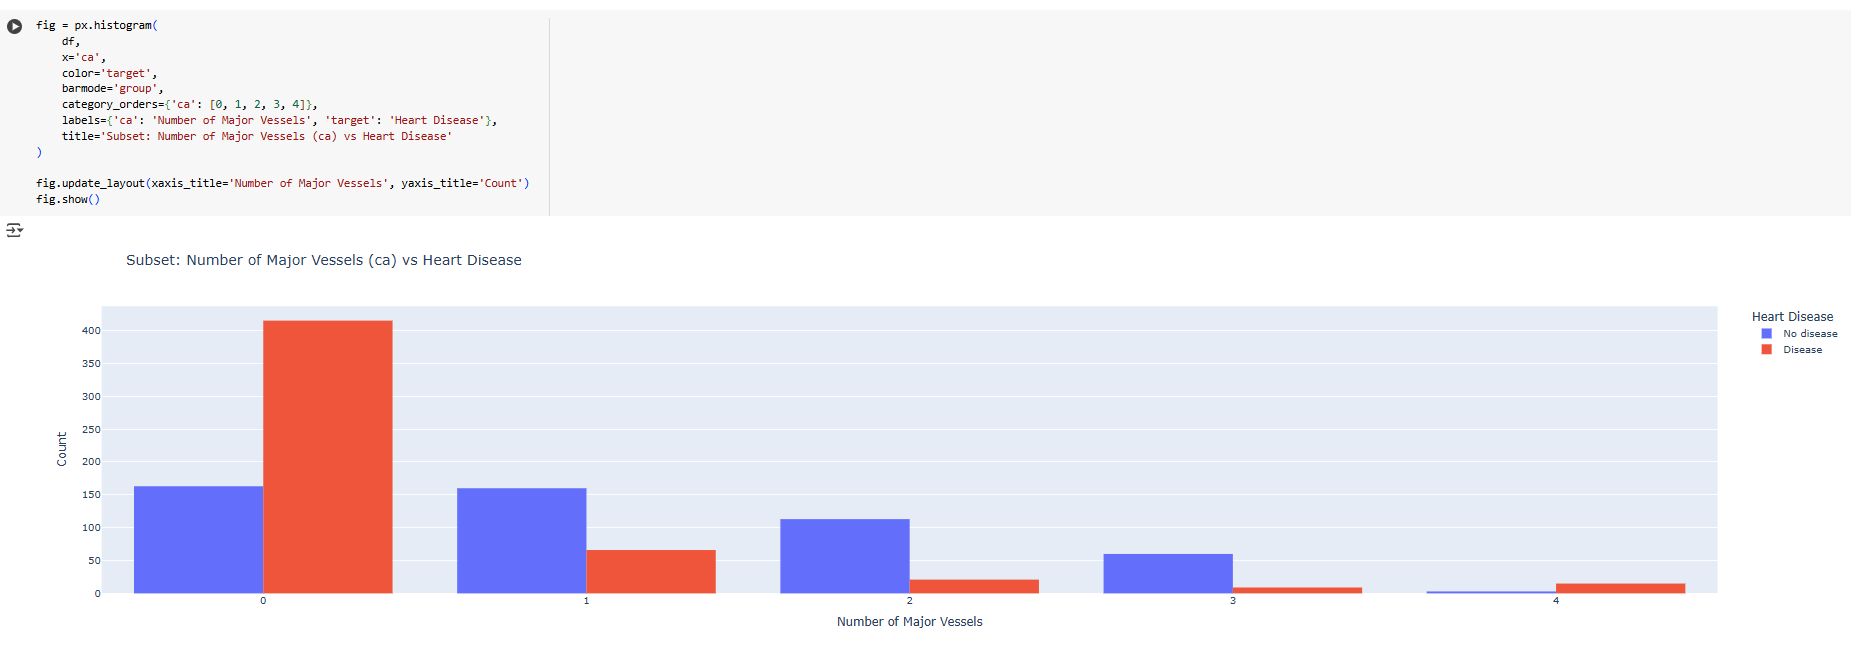 fig = px.histogram(
    df,
    x='ca',
    color='target',
    barmode='group',
    category_orders={'ca': [0, 1, 2, 3, 4]},
    labels={'ca': 'Number of Major Vessels', 'target': 'Heart Disease'},
    title='Subset: Number of Major Vessels (ca) vs Heart Disease'
)
fig.update_layout(xaxis_title='Number of Major Vessels', yaxis_title='Count')
fig.show()
Subset: Number of Major Vessels (ca) vs Heart Disease
Heart Disease
No disease
Disease
Count
400
350
300
250
200
150
100
50
0
0 1 2 3 4
Number of Major Vessels